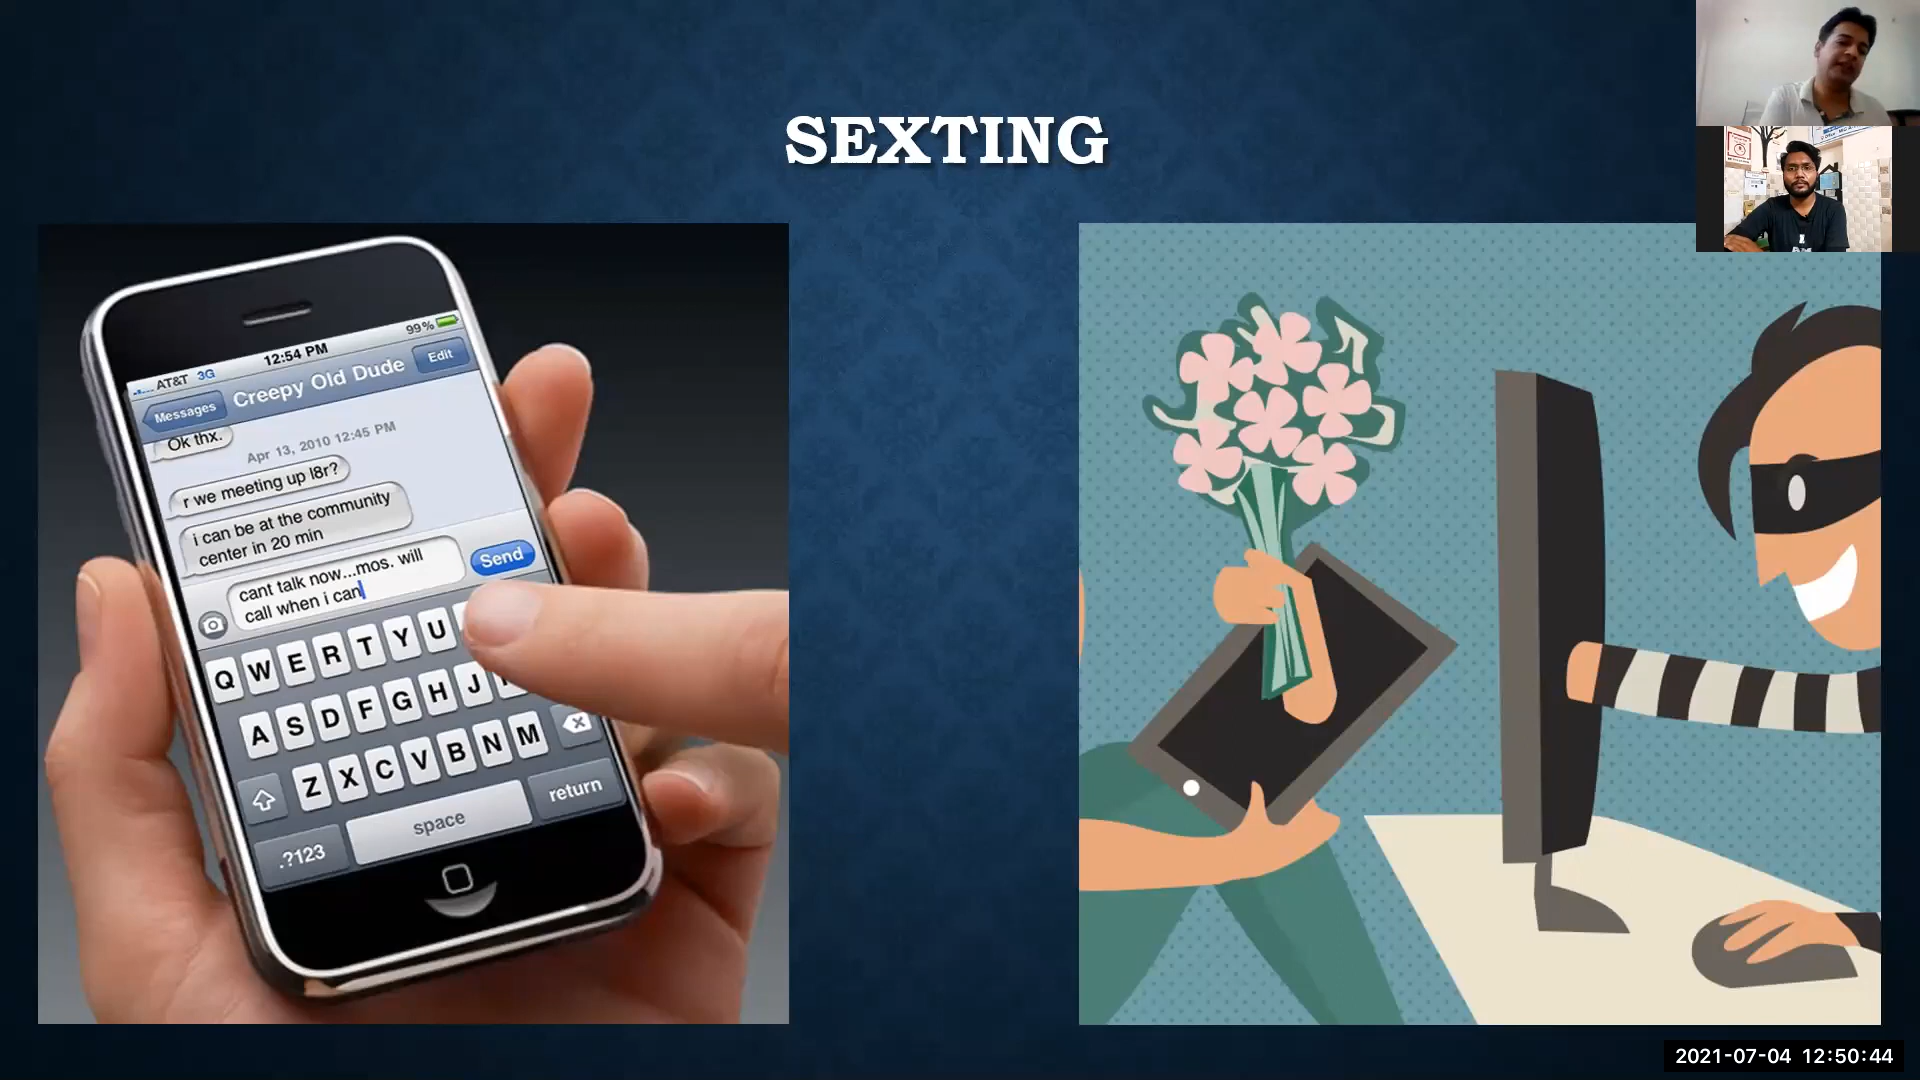 SEXTING
99%
AT&T 3G 12:54 PM
Messages Creepy Old Dude Edit
Ok thx.
Apr 13, 2010 12:45 PM
r we meeting up l8r?
i can be at the community
center in 20 min
cant talk now...mos. will
call when i can
Send
Q W E R T Y U
A S D F G H J
Z X C V B N M
.?123 space return
2021-07-04 12:50:44